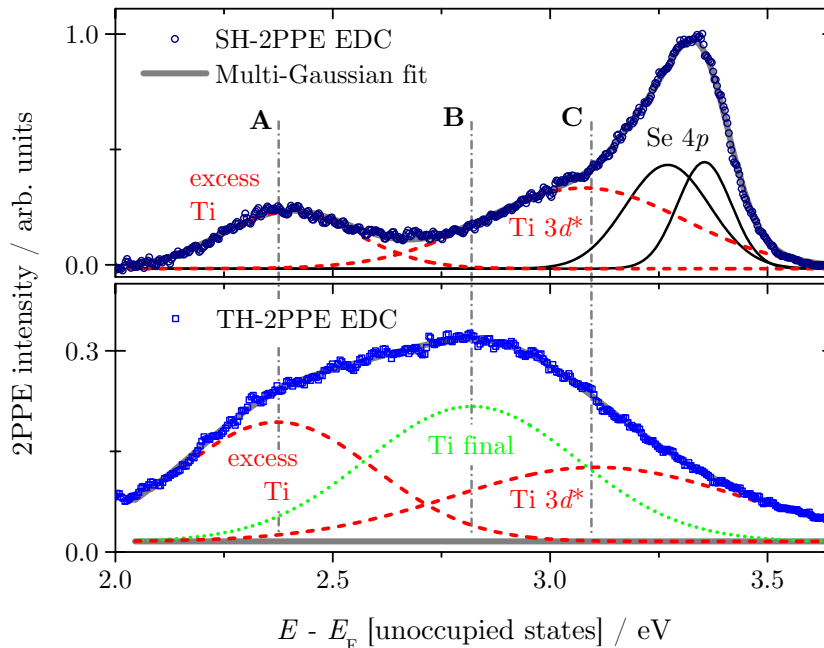 1.0
SH-2PPE EDC
Multi-Gaussian fit
A
B
C
Se 4p
excess
Ti
Ti 3d*
0.0
2PPE intensity / arb. units
TH-2PPE EDC
0.3
Ti final
excess
Ti
Ti 3d*
0.0
2.0 2.5 3.0 3.5
E - E_F [unoccupied states] / eV